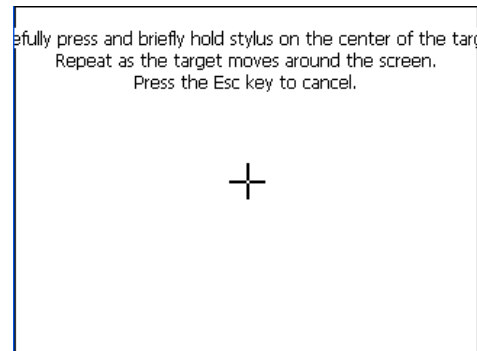 efully press and briefly hold stylus on the center of the targ
Repeat as the target moves around the screen.
Press the Esc key to cancel.